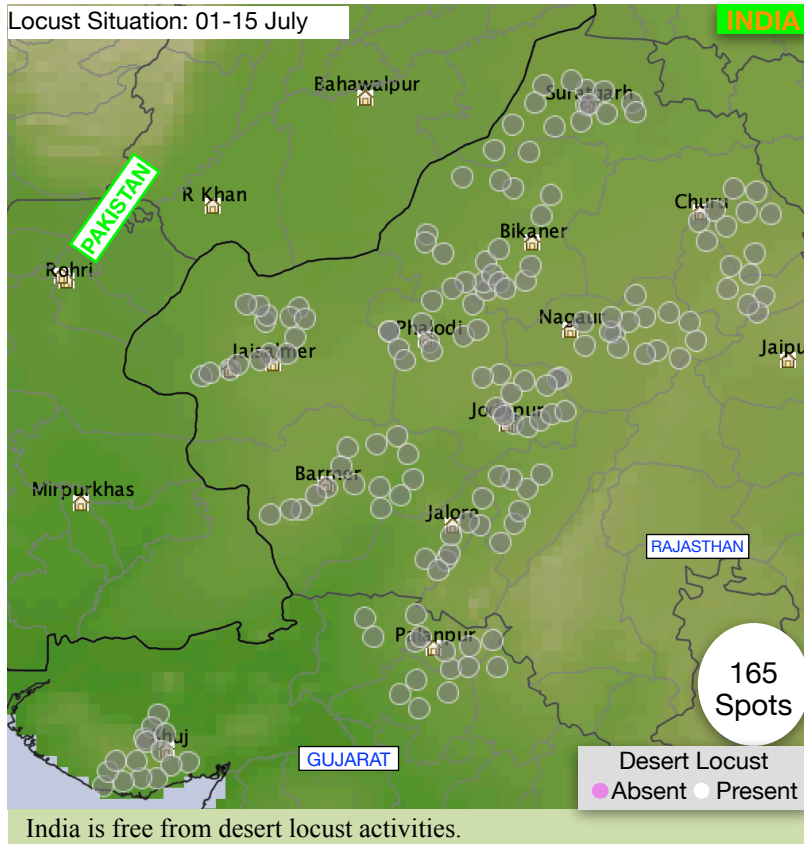 Locust Situation: 01-15 July
INDIA
Bahawalpur
Suratgarh
PAKISTAN
R Khan
Churu
Bikaner
Rohri
Phalodi
Nagaur
Jaisalmer
Jaipu
Jodhpur
Barmer
Mirpurkhas
Jalore
RAJASTHAN
Palanpur
165
Spots
Bhuj
GUJARAT
Desert Locust
Absent Present
India is free from desert locust activities.